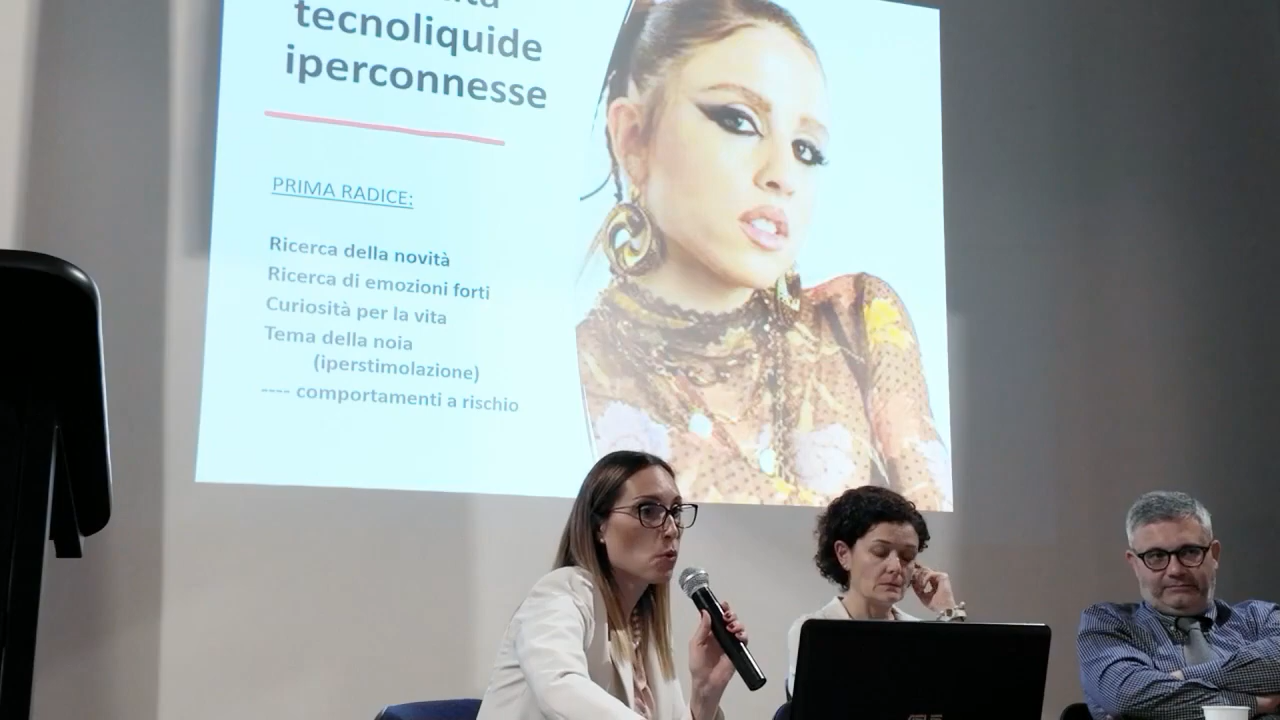 tecnoliquide
iperconnesse
PRIMA RADICE:
Ricerca della novità
Ricerca di emozioni forti
Curiosità per la vita
Tema della noia
(iperstimolazione)
---- comportamenti a rischio